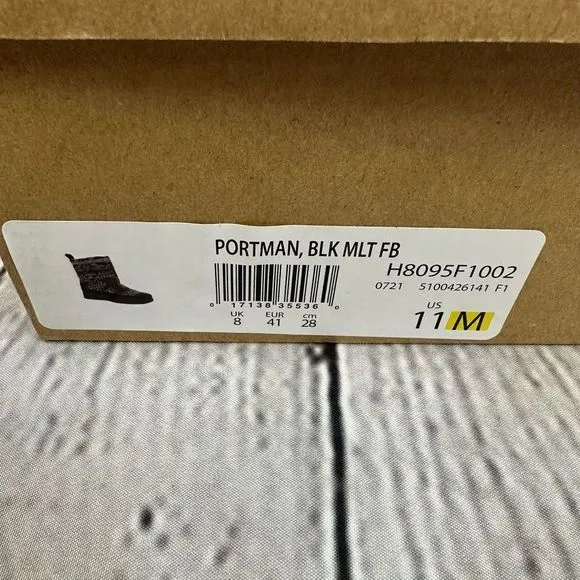 PORTMAN, BLK MLT FB
H8095F1002
0721 5100426141 F1
0 17138 35536 0
UK EUR cm
8 41 28
US
11 M